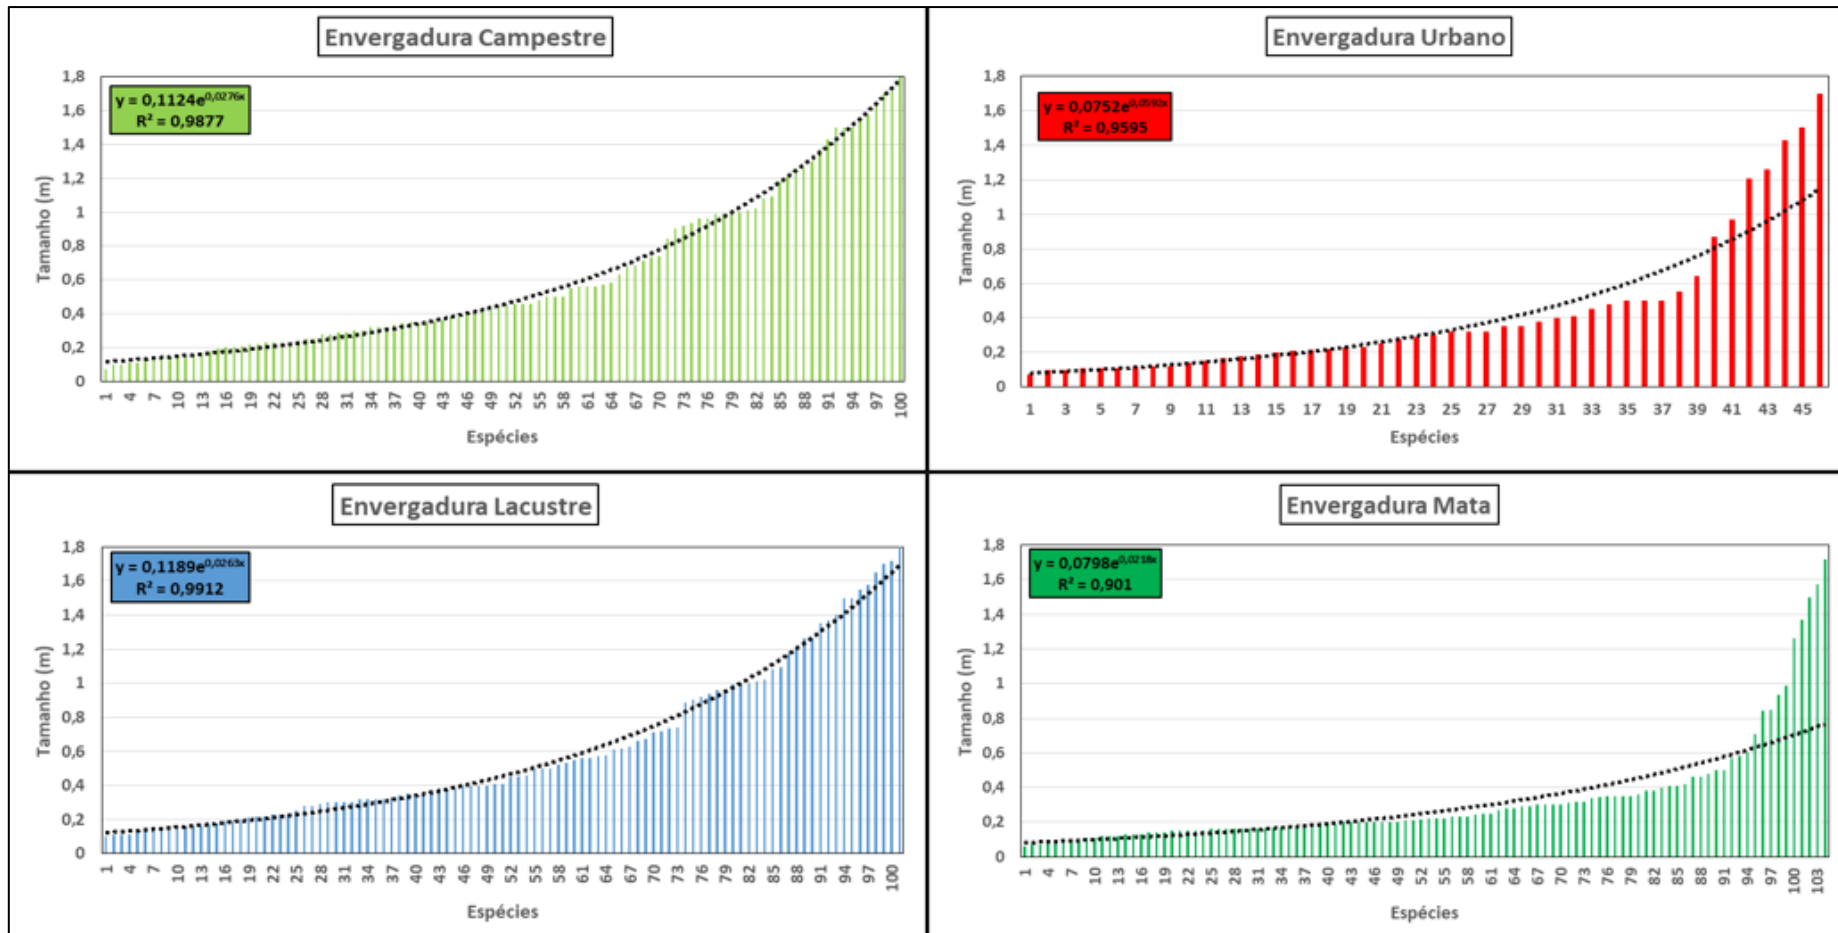 Envergadura Campestre
y = 0,1124e^0,0276x
R² = 0,9877
Tamanho (m)
1,8
1,6
1,4
1,2
1
0,8
0,6
0,4
0,2
0
1 4 7 10 13 16 19 22 25 28 31 34 37 40 43 46 49 52 55 58 61 64 67 70 73 76 79 82 85 88 91 94 97 100
Espécies
Envergadura Urbano
y = 0,0752e^0,0592x
R² = 0,9595
Tamanho (m)
1,8
1,6
1,4
1,2
1
0,8
0,6
0,4
0,2
0
1 3 5 7 9 11 13 15 17 19 21 23 25 27 29 31 33 35 37 39 41 43 45
Espécies
Envergadura Lacustre
y = 0,1189e^0,0263x
R² = 0,9912
Tamanho (m)
1,8
1,6
1,4
1,2
1
0,8
0,6
0,4
0,2
0
1 4 7 10 13 16 19 22 25 28 31 34 37 40 43 46 49 52 55 58 61 64 67 70 73 76 79 82 85 88 91 94 97 100
Espécies
Envergadura Mata
y = 0,0798e^0,0218x
R² = 0,901
Tamanho (m)
1,8
1,6
1,4
1,2
1
0,8
0,6
0,4
0,2
0
1 4 7 10 13 16 19 22 25 28 31 34 37 40 43 46 49 52 55 58 61 64 67 70 73 76 79 82 85 88 91 94 97 100 103
Espécies